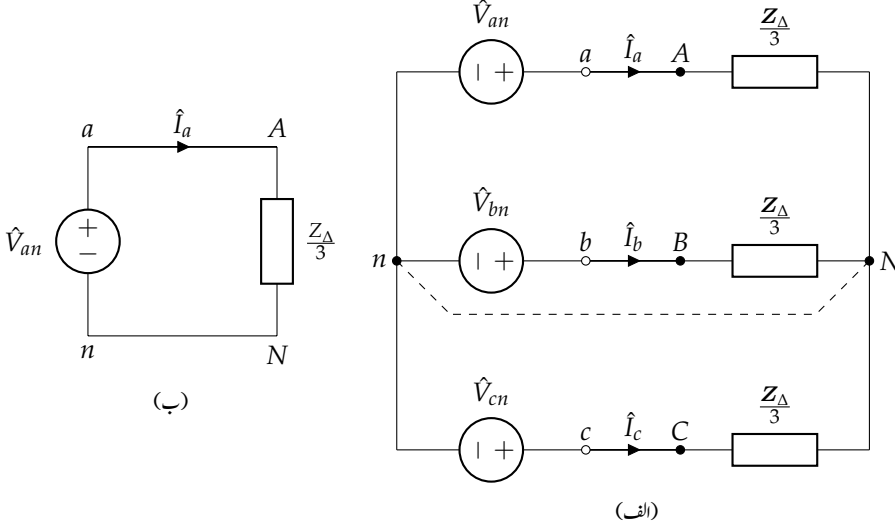 V̂an
− +
a
Îa
A
Z∆/3
V̂bn
n
− +
b
Îb
B
Z∆/3
N
V̂cn
− +
c
Îc
C
Z∆/3
(الف)
a
Îa
A
V̂an
+
−
Z∆/3
n
N
(ب)